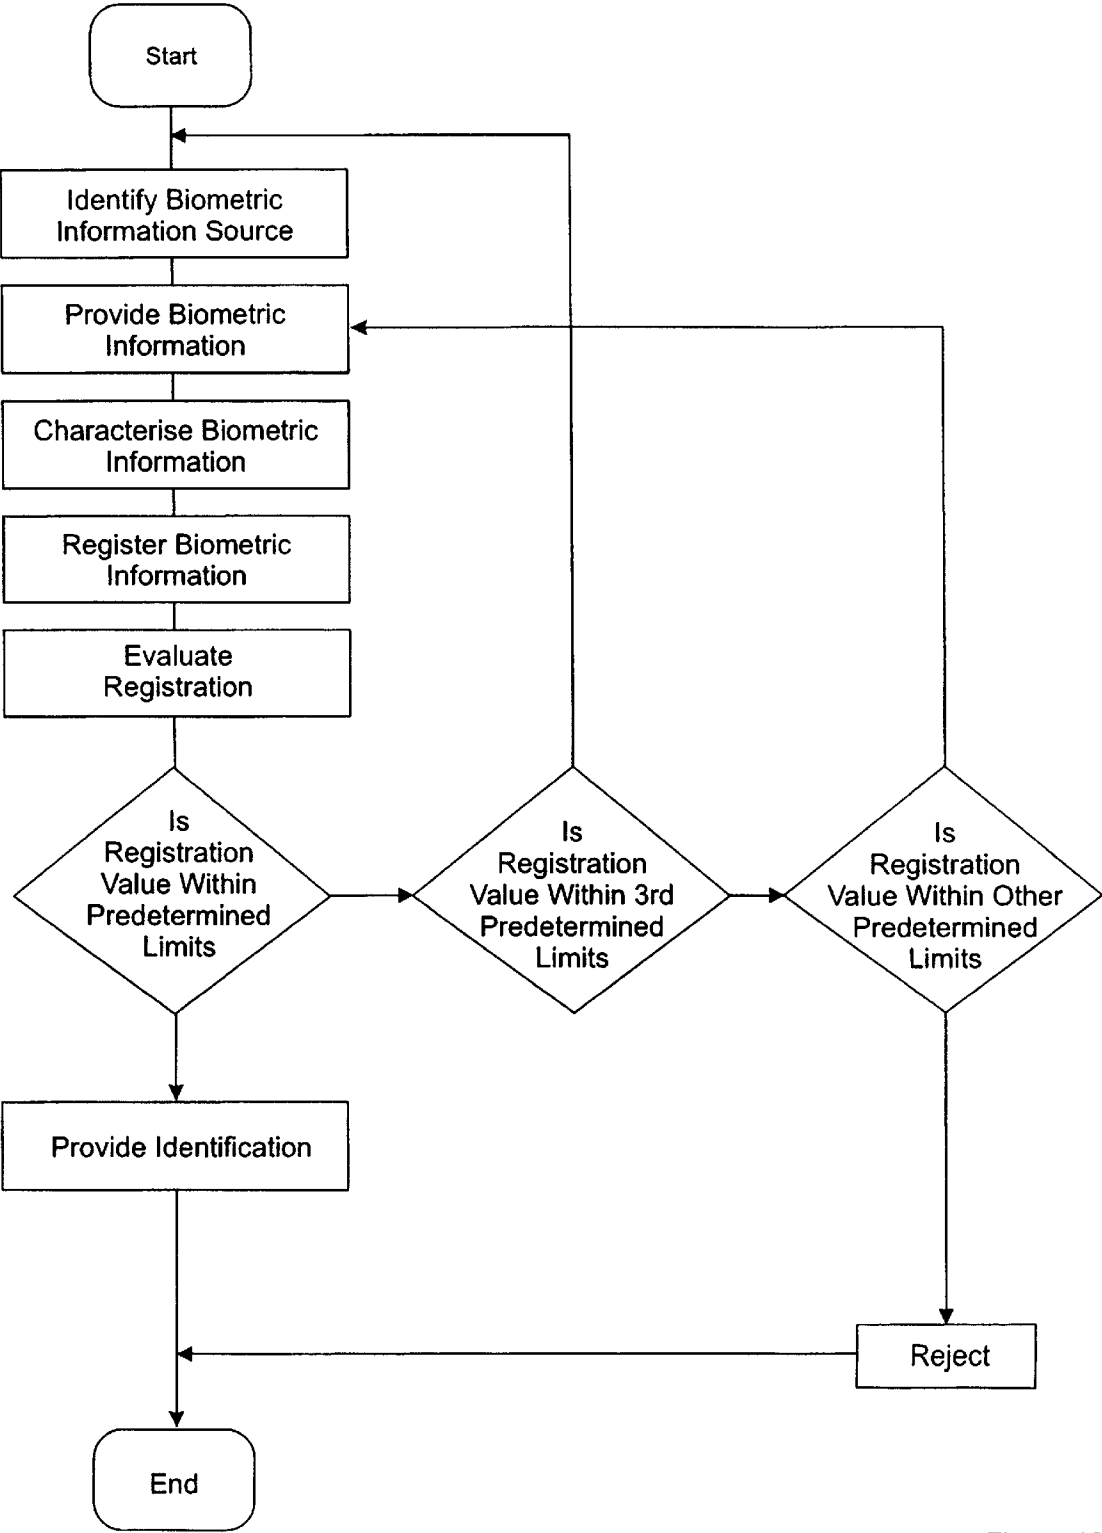 Start
Identify Biometric
Information Source
Provide Biometric
Information
Characterise Biometric
Information
Register Biometric
Information
Evaluate
Registration
Is
Registration
Value Within
Predetermined
Limits
Is
Registration
Value Within 3rd
Predetermined
Limits
Is
Registration
Value Within Other
Predetermined
Limits
Provide Identification
Reject
End